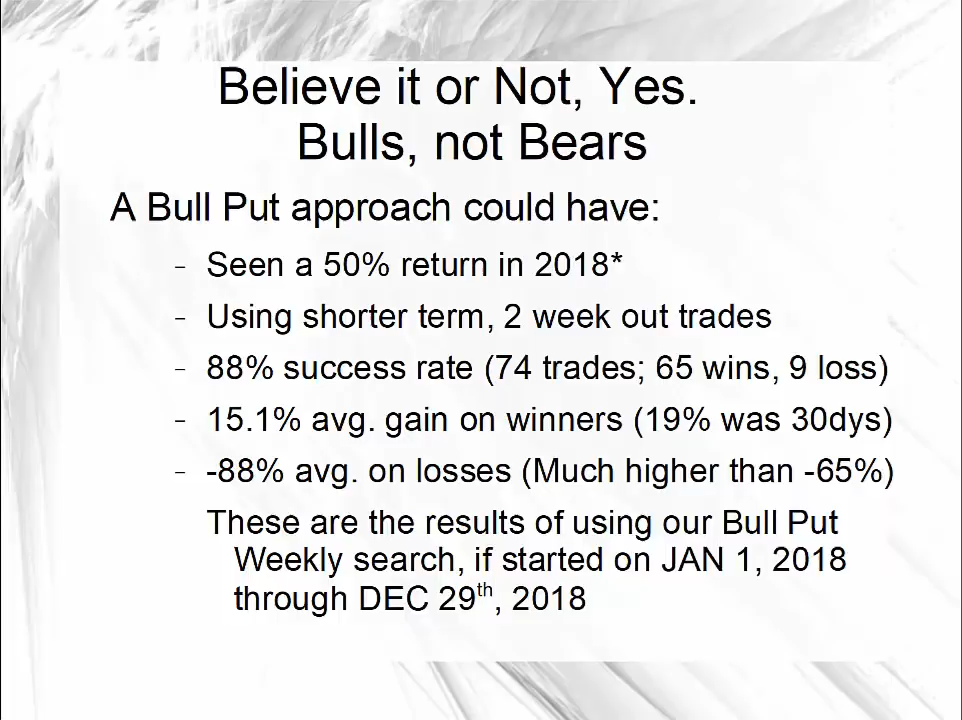 Believe it or Not, Yes.
Bulls, not Bears
A Bull Put approach could have:
- Seen a 50% return in 2018*
- Using shorter term, 2 week out trades
- 88% success rate (74 trades; 65 wins, 9 loss)
- 15.1% avg. gain on winners (19% was 30dys)
- -88% avg. on losses (Much higher than -65%)
These are the results of using our Bull Put
Weekly search, if started on JAN 1, 2018
through DEC 29th, 2018